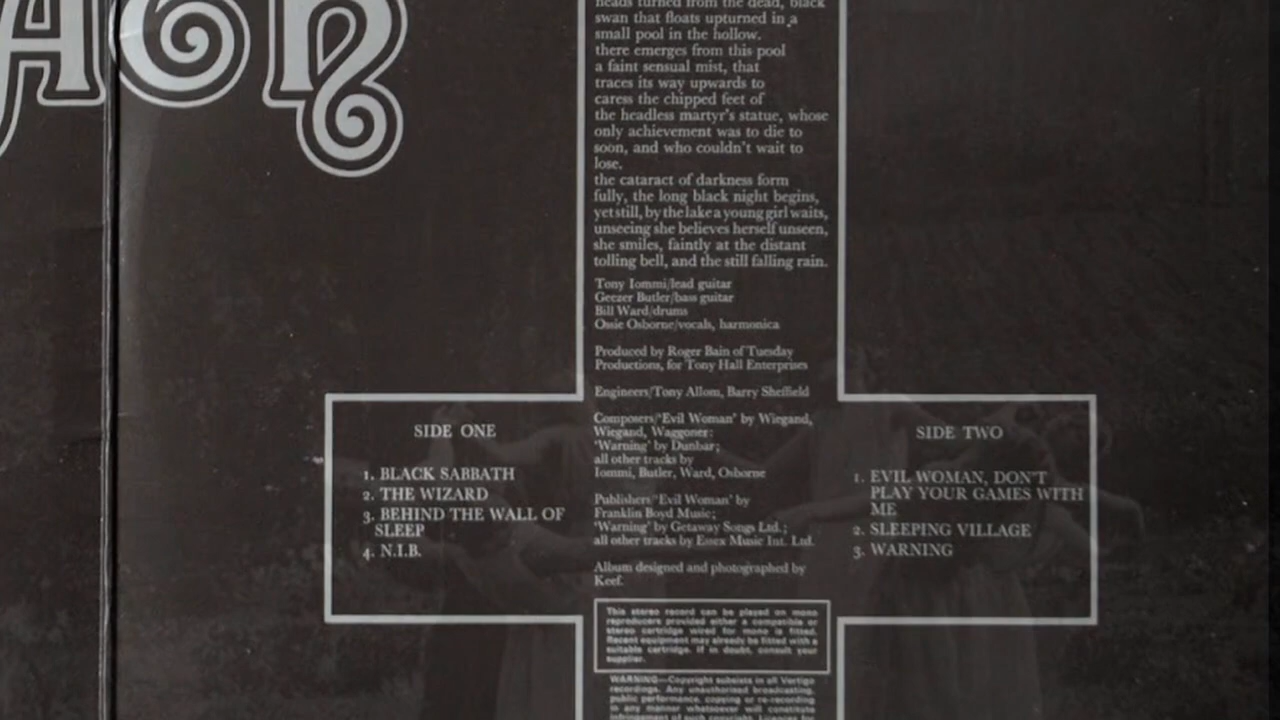 heads turned from the dead, black
swan that floats upturned in a
small pool in the hollow.
there emerges from this pool
a faint sensual mist, that
traces its way upwards to
caress the chipped feet of
the headless martyr's statue, whose
only achievement was to die to
soon, and who couldn't wait to
lose.
the cataract of darkness form
fully, the long black night begins,
yet still, by the lake a young girl waits,
unseeing she believes herself unseen,
she smiles, faintly at the distant
tolling bell, and the still falling rain.
Tony Iommi/lead guitar
Geezer Butler/bass guitar
Bill Ward/drums
Ossie Osborne/vocals, harmonica
Produced by Roger Bain of Tuesday
Productions, for Tony Hall Enterprises
Engineers/Tony Allom, Barry Sheffield
Composers/'Evil Woman' by Wiegand,
Wiegand, Waggoner:
'Warning' by Dunbar;
all other tracks by
Iommi, Butler, Ward, Osborne
Publishers/'Evil Woman' by
Franklin Boyd Music;
'Warning' by Getaway Songs Ltd.;
all other tracks by Essex Music Int. Ltd.
Album designed and photographed by
Keef.
SIDE ONE
1. BLACK SABBATH
2. THE WIZARD
3. BEHIND THE WALL OF
SLEEP
4. N.I.B.
SIDE TWO
1. EVIL WOMAN, DON'T
PLAY YOUR GAMES WITH
ME
2. SLEEPING VILLAGE
3. WARNING
This stereo record can be played on mono
reproducers provided either a compatible or
stereo cartridge wired for mono is fitted.
Recent equipment may already be fitted with a
suitable cartridge. If in doubt, consult your
supplier.
WARNING—Copyright subsists in all Vertigo
recordings. Any unauthorised broadcasting,
public performance, copying or re-recording
in any manner whatsoever will constitute
infringement of such copyright. Licences for